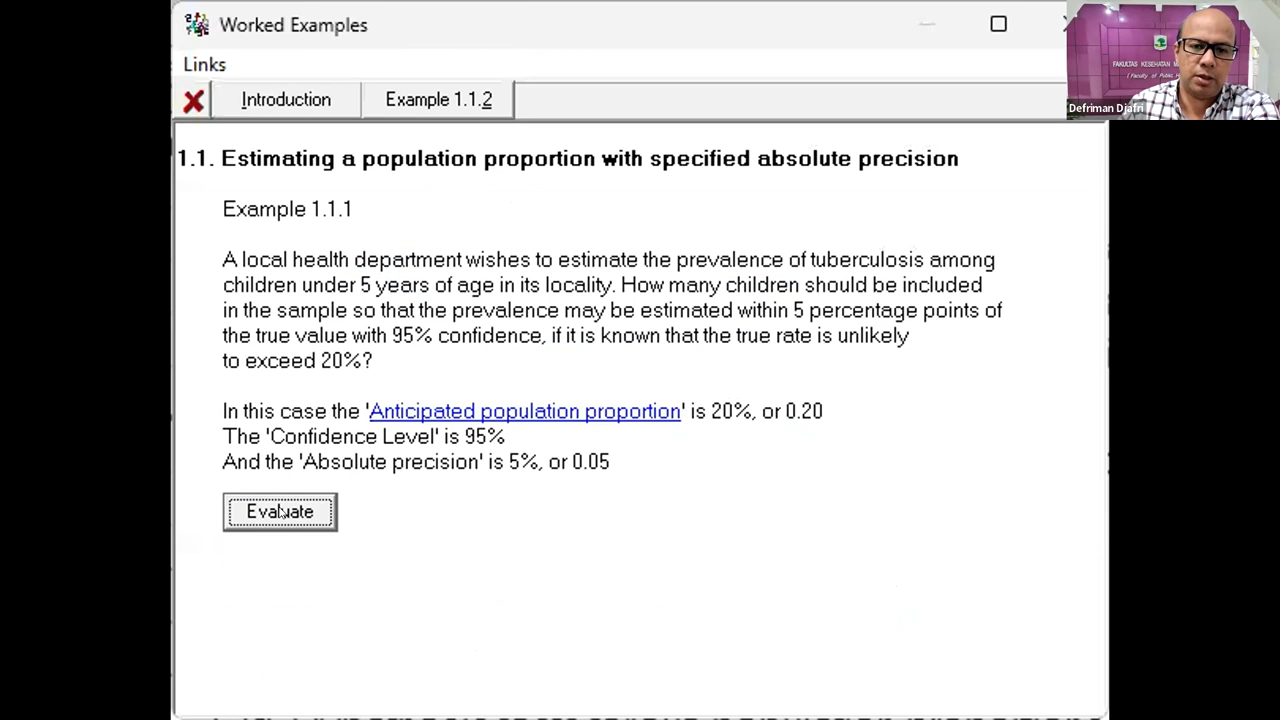 Worked Examples
Links
Introduction
Example 1.1.2
FAKULTAS KESEHATAN M
(Faculty of Public H
Defriman Djafri
1.1. Estimating a population proportion with specified absolute precision
Example 1.1.1
A local health department wishes to estimate the prevalence of tuberculosis among
children under 5 years of age in its locality. How many children should be included
in the sample so that the prevalence may be estimated within 5 percentage points of
the true value with 95% confidence, if it is known that the true rate is unlikely
to exceed 20%?
In this case the 'Anticipated population proportion' is 20%, or 0.20
The 'Confidence Level' is 95%
And the 'Absolute precision' is 5%, or 0.05
Evaluate